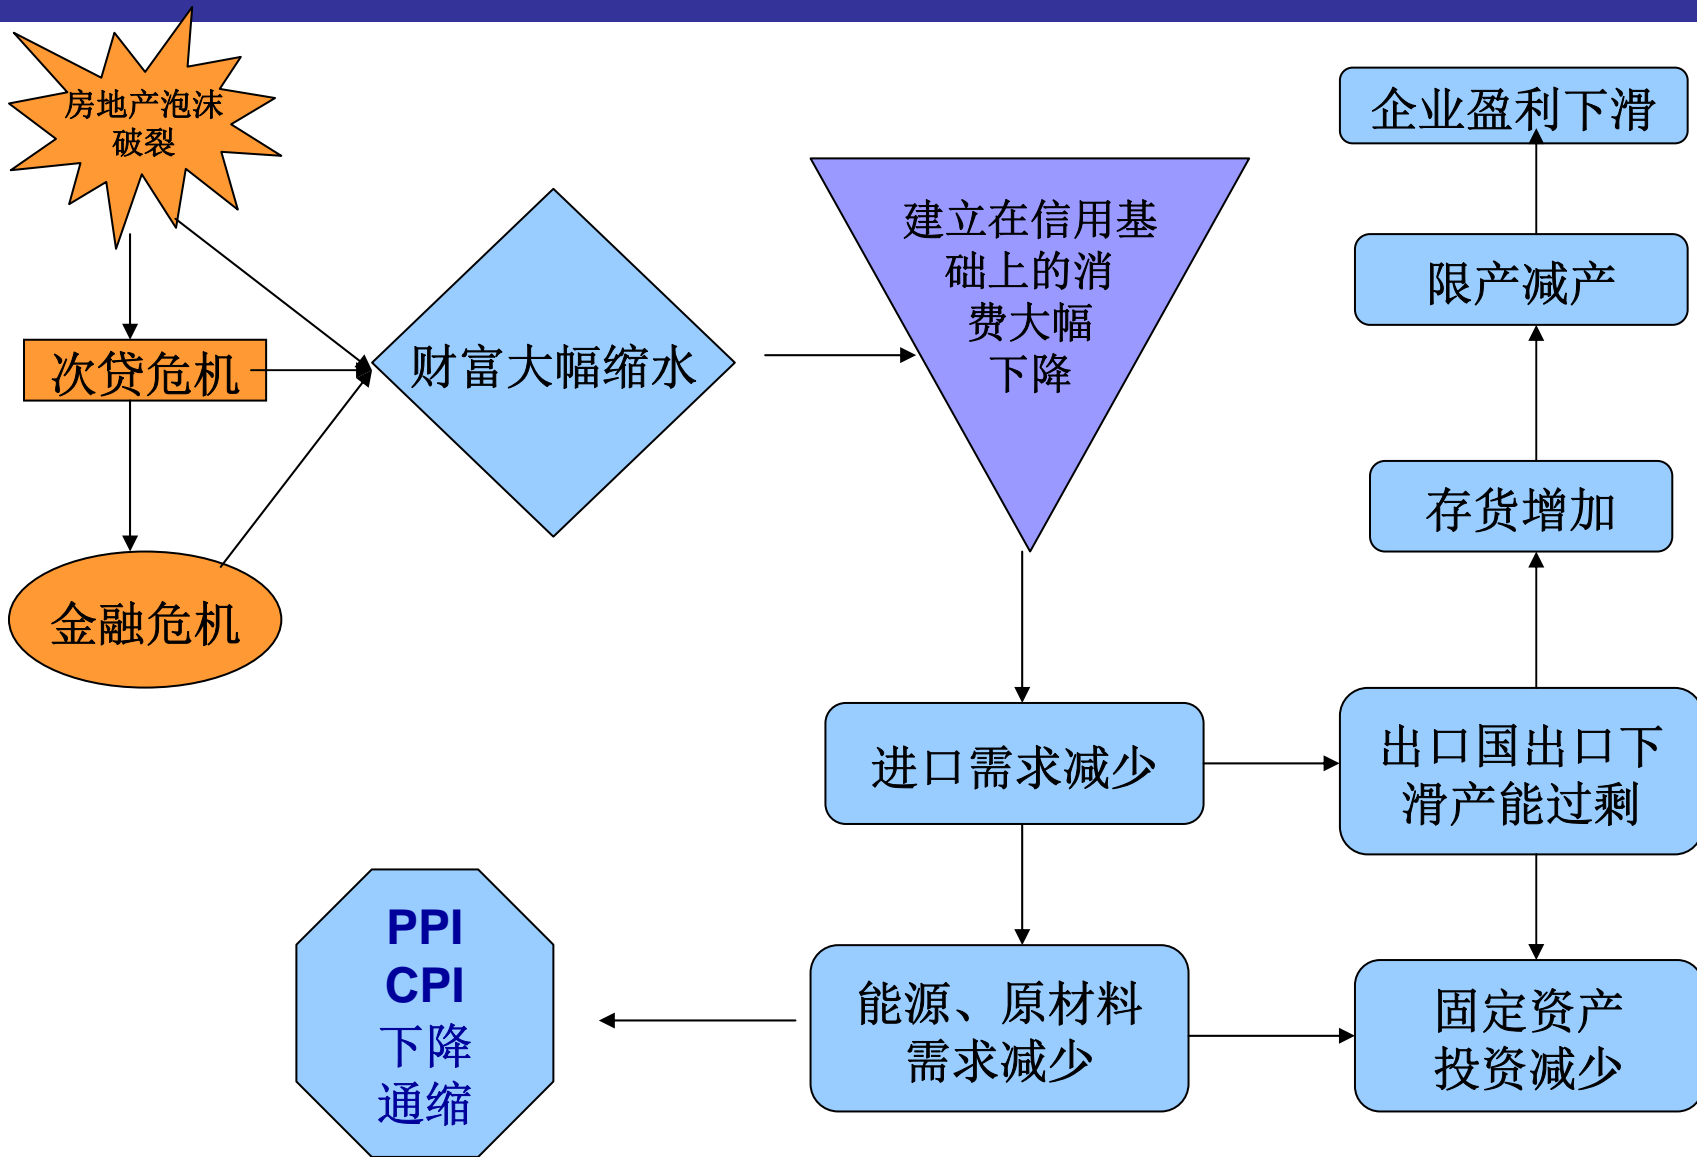 房地产泡沫
破裂
次贷危机
金融危机
财富大幅缩水
建立在信用基
础上的消
费大幅
下降
进口需求减少
能源、原材料
需求减少
PPI
CPI
下降
通缩
企业盈利下滑
限产减产
存货增加
出口国出口下
滑产能过剩
固定资产
投资减少